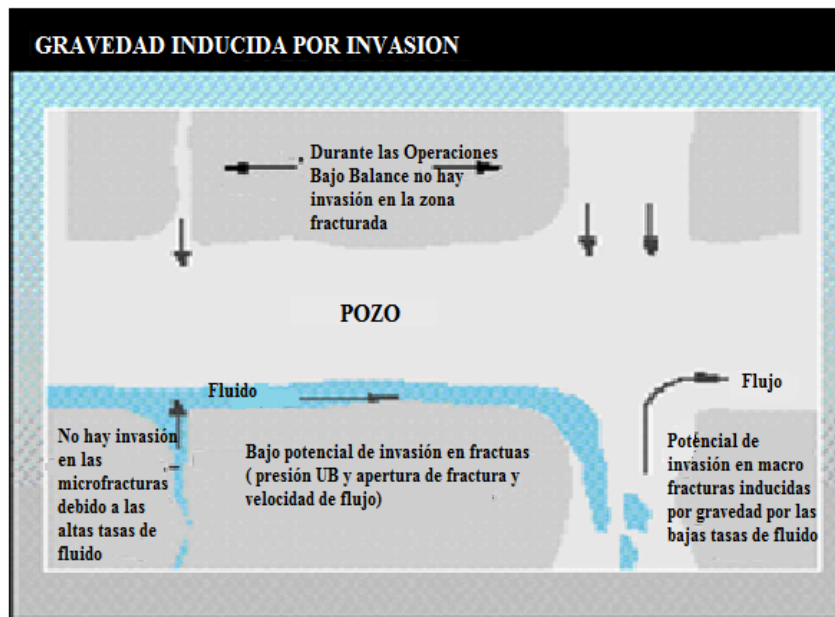 GRAVEDAD INDUCIDA POR INVASION
Durante las Operaciones
Bajo Balance no hay
invasión en la zona
fracturada
POZO
Fluido
Flujo
No hay invasión
en las
microfracturas
debido a las
altas tasas de
fluido
Bajo potencial de invasión en fractuas
( presión UB y apertura de fractura y
velocidad de flujo)
Potencial de
invasión en macro
fracturas inducidas
por gravedad por las
bajas tasas de fluido